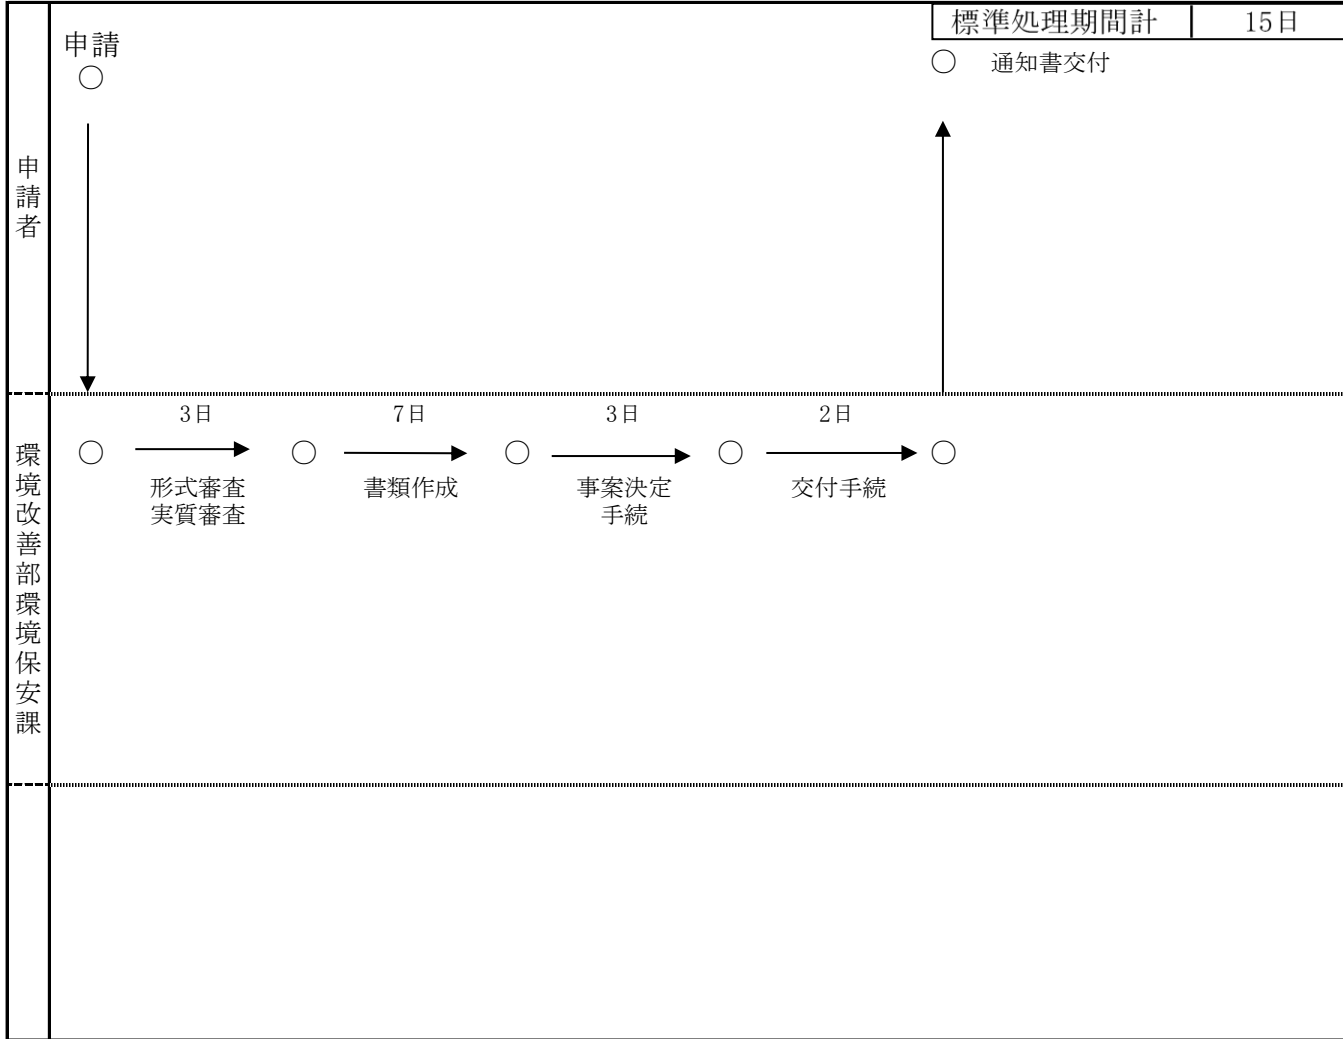 標準処理期間計 15日
申請
通知書交付
申請者
3日 7日 3日 2日
環境改善部環境保安課
形式審査 書類作成 事案決定 交付手続
実質審査 手続